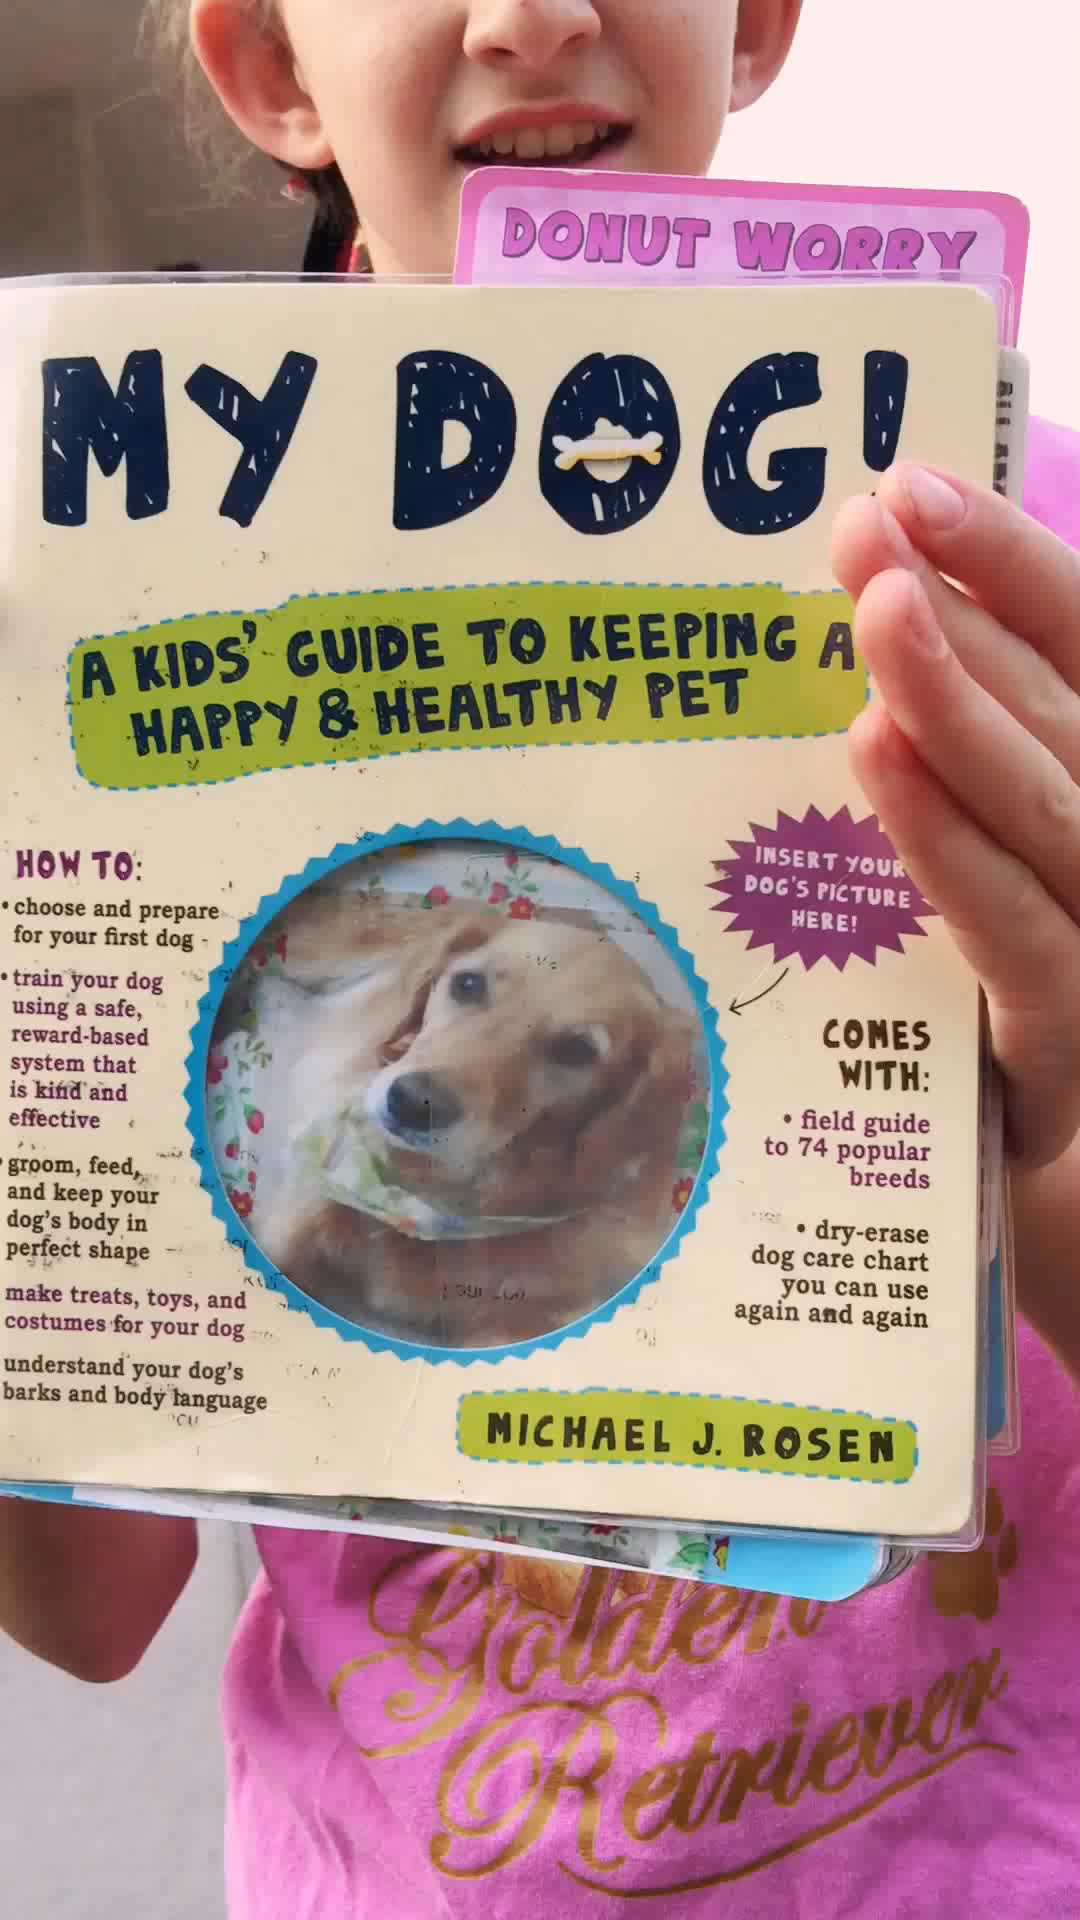 DONUT WORRY
MY DOG!
A KIDS' GUIDE TO KEEPING A
HAPPY & HEALTHY PET
HOW TO:
• choose and prepare
for your first dog
• train your dog
using a safe,
reward-based
system that
is kind and
effective
• groom, feed,
and keep your
dog's body in
perfect shape
make treats, toys, and
costumes for your dog
understand your dog's
barks and body language
INSERT YOUR
DOG'S PICTURE
HERE!
COMES
WITH:
• field guide
to 74 popular
breeds
• dry-erase
dog care chart
you can use
again and again
MICHAEL J. ROSEN
Golden
Retriever